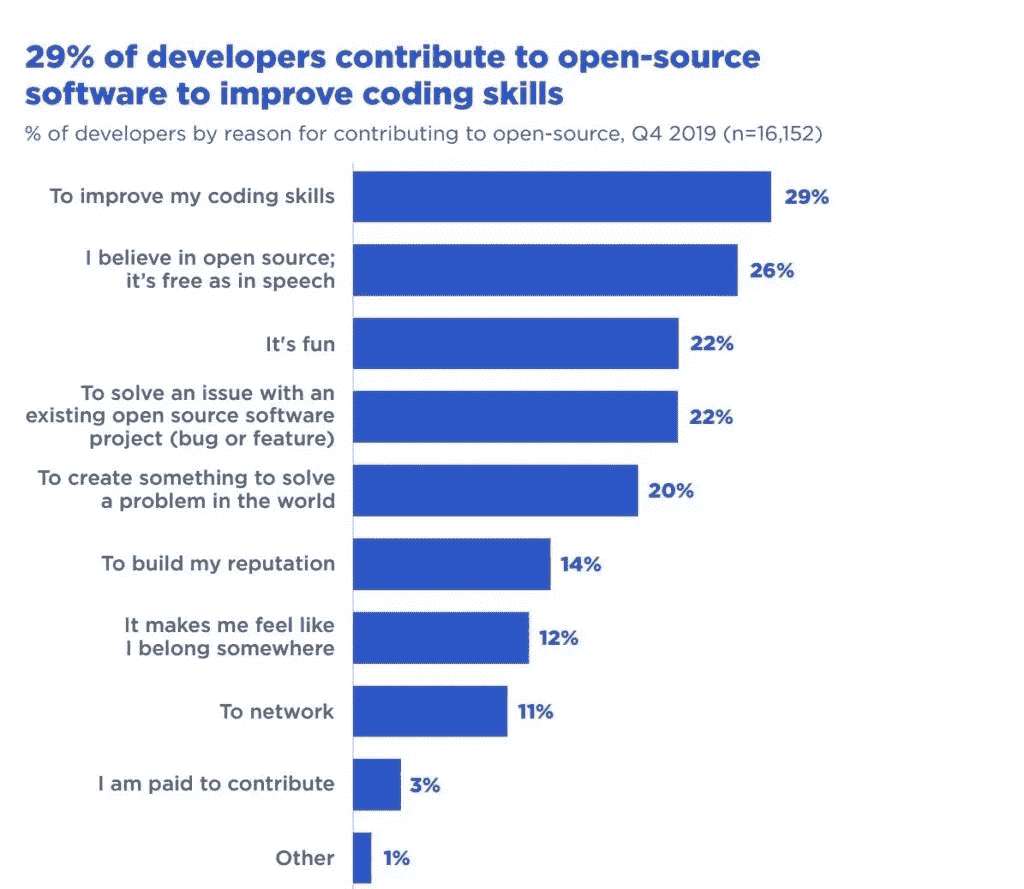 29% of developers contribute to open-source
software to improve coding skills
% of developers by reason for contributing to open-source, Q4 2019 (n=16,152)
To improve my coding skills
29%
I believe in open source;
it’s free as in speech
26%
It's fun
22%
To solve an issue with an
existing open source software
project (bug or feature)
22%
To create something to solve
a problem in the world
20%
To build my reputation
14%
It makes me feel like
I belong somewhere
12%
To network
11%
I am paid to contribute
3%
Other
1%